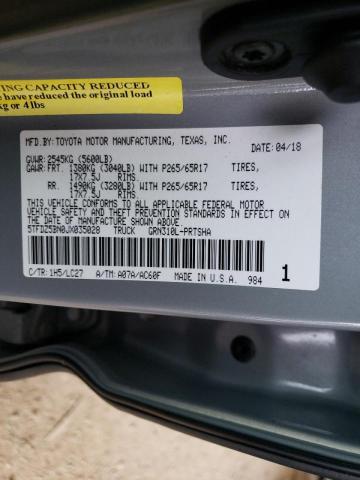 ING CAPACITY REDUCED
e have reduced the original load
kg or 4 lbs
MFD.BY:TOYOTA MOTOR MANUFACTURING, TEXAS, INC.
DATE: 04/18
GVWR: 2545KG (5600LB)
GAWR: FRT. 1380KG (3040LB) WITH P265/65R17 TIRES,
17X7.5J RIMS.
RR. 1490KG (3280LB) WITH P265/65R17 TIRES,
17X7.5J RIMS.
THIS VEHICLE CONFORMS TO ALL APPLICABLE FEDERAL MOTOR
VEHICLE SAFETY, BUMPER, AND THEFT PREVENTION
STANDARDS IN EFFECT ON THE DATE OF
MANUFACTURE SHOWN ABOVE.
5TFDZ5BN0JX035028 TRUCK GRN310L-PRTSHA
C/TR: 1H5/LC27 A/TM: A07A/AC60F MADE IN U.S.A. 984 1